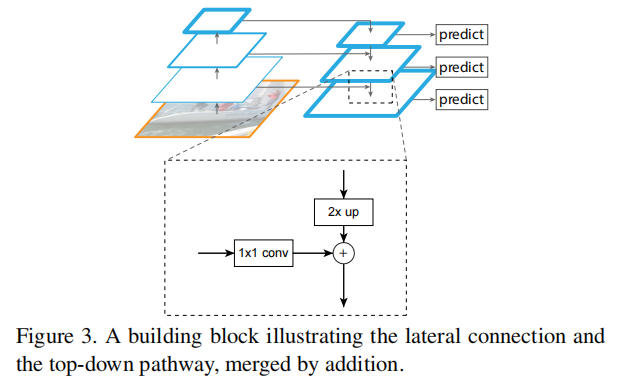 predict
predict
predict
2x up
1x1 conv
+
Figure 3. A building block illustrating the lateral connection and
the top-down pathway, merged by addition.